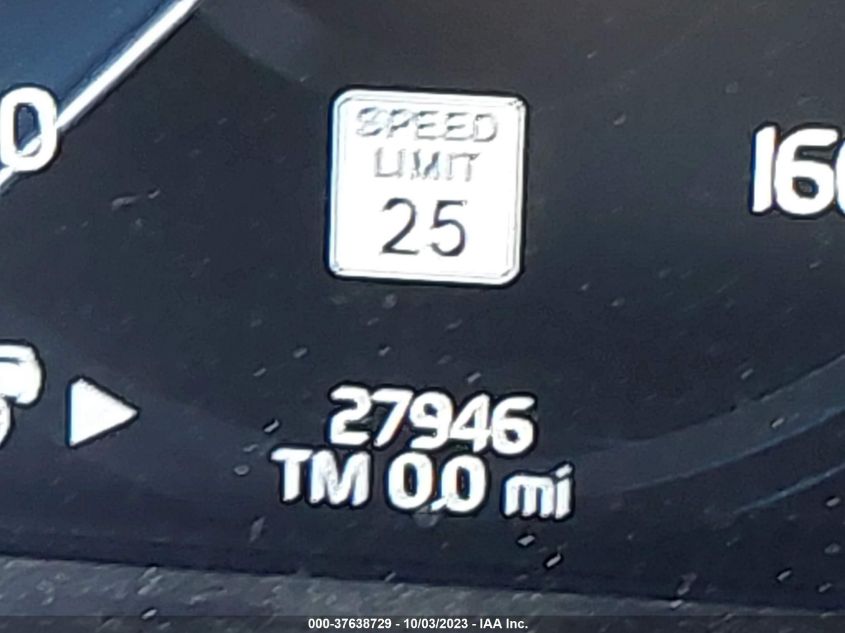 SPEED
LIMIT
25
27946
TM 0.0 mi
000-37638729 - 10/03/2023 - IAA Inc.